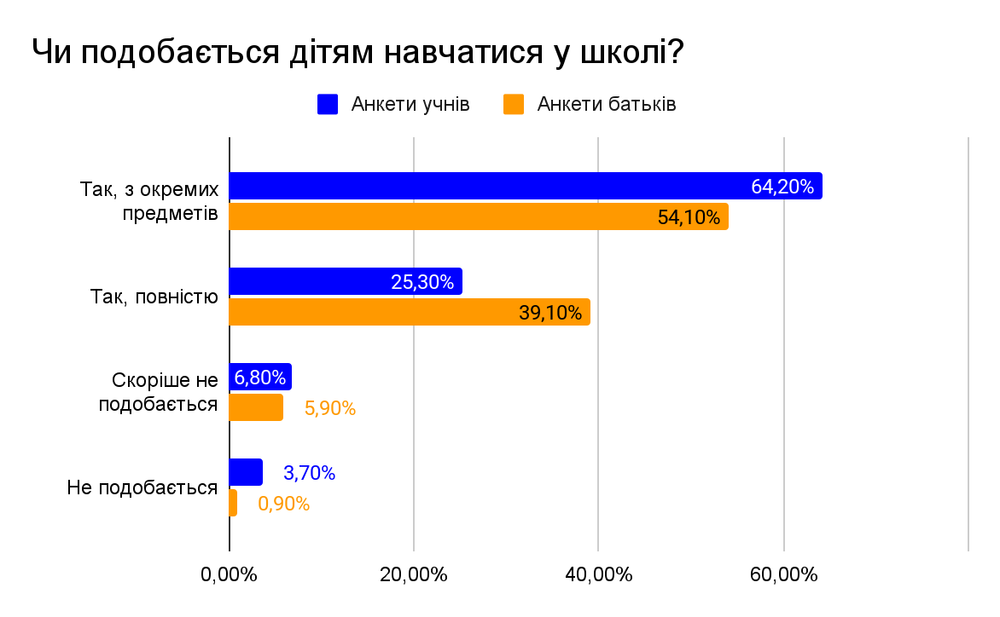 Чи подобається дітям навчатися у школі?
Анкети учнів
Анкети батьків
Так, з окремих
предметів
64,20%
54,10%
Так, повністю
25,30%
39,10%
Скоріше не
подобається
6,80%
5,90%
Не подобається
3,70%
0,90%
0,00%
20,00%
40,00%
60,00%